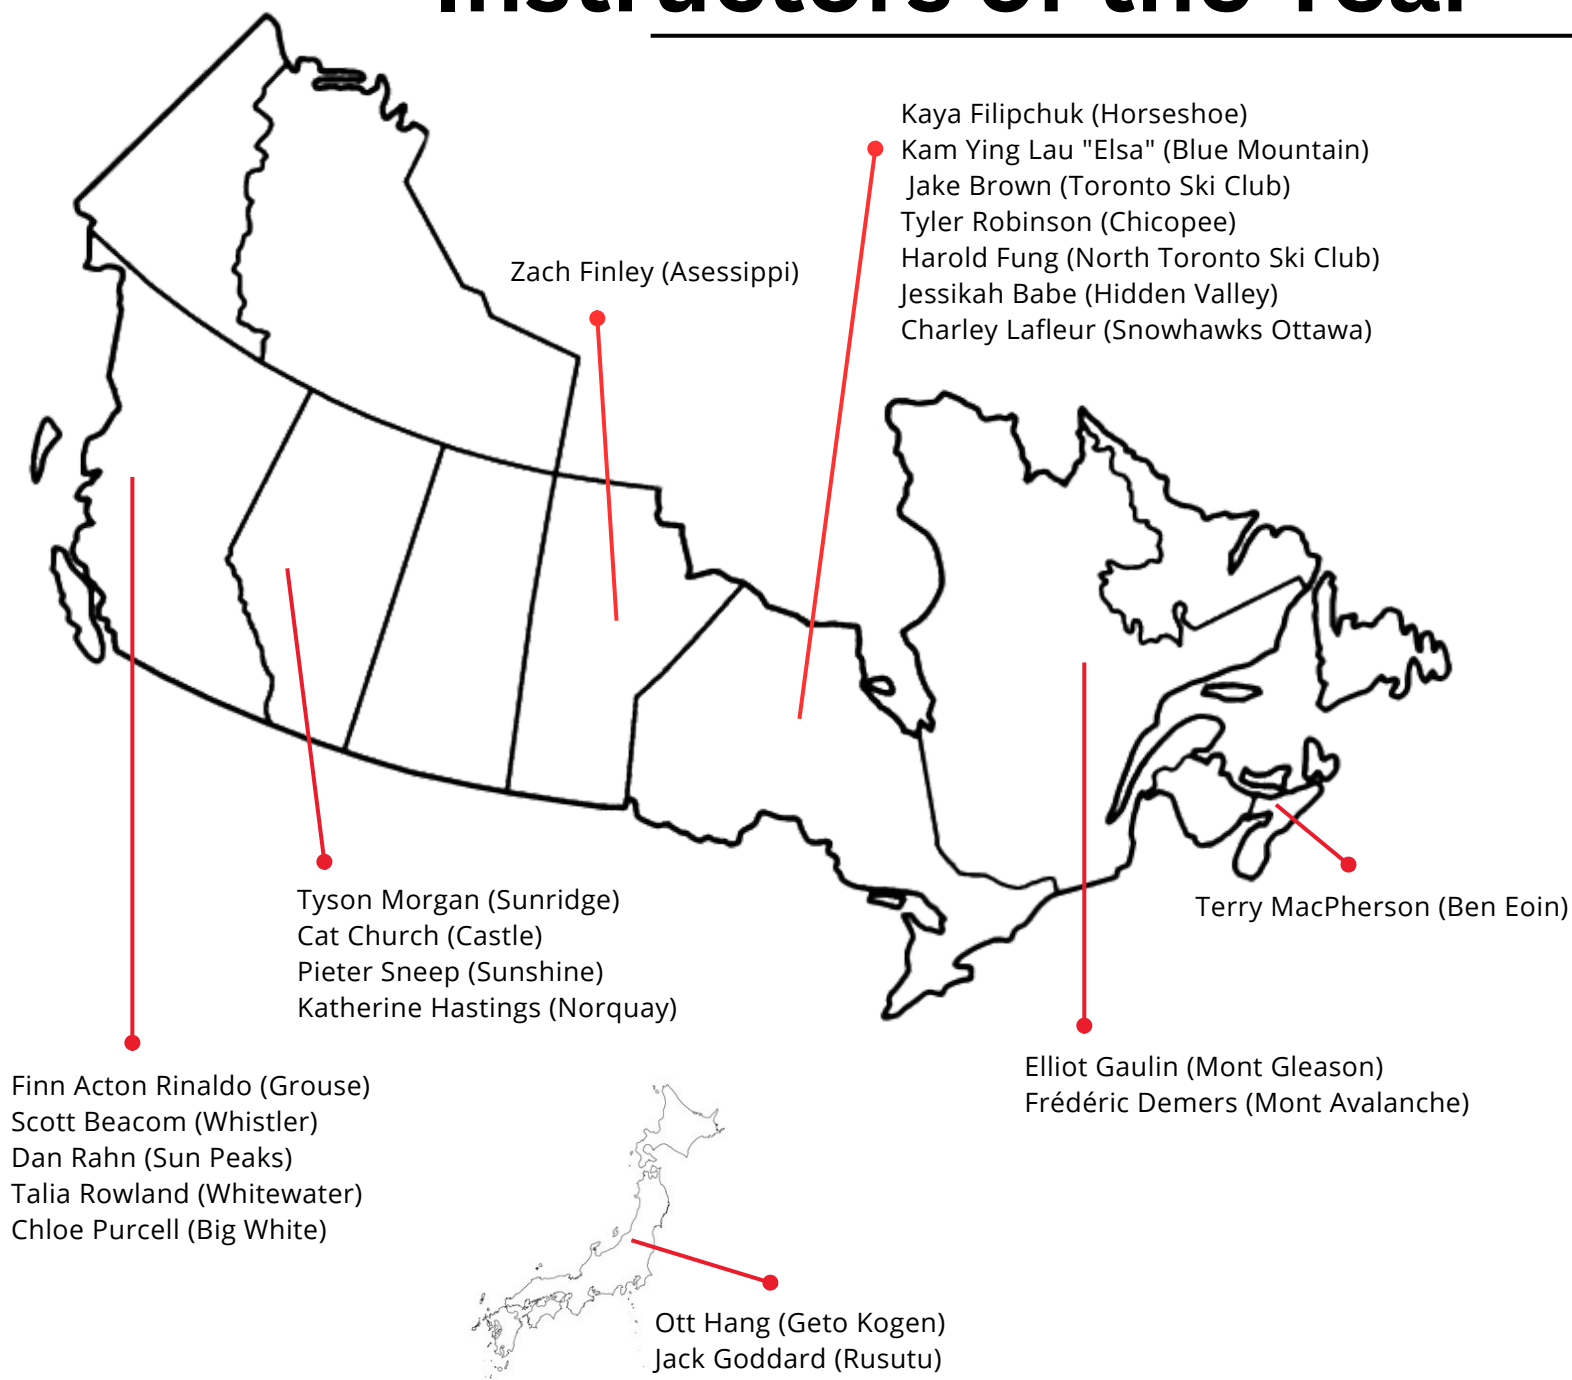 Instructors of the Year
Kaya Filipchuk (Horseshoe)
Kam Ying Lau "Elsa" (Blue Mountain)
Jake Brown (Toronto Ski Club)
Tyler Robinson (Chicopee)
Harold Fung (North Toronto Ski Club)
Jessikah Babe (Hidden Valley)
Charley Lafleur (Snowhawks Ottawa)
Zach Finley (Asessippi)
Tyson Morgan (Sunridge)
Cat Church (Castle)
Pieter Sneep (Sunshine)
Katherine Hastings (Norquay)
Terry MacPherson (Ben Eoin)
Finn Acton Rinaldo (Grouse)
Scott Beacom (Whistler)
Dan Rahn (Sun Peaks)
Talia Rowland (Whitewater)
Chloe Purcell (Big White)
Elliot Gaulin (Mont Gleason)
Frédéric Demers (Mont Avalanche)
Ott Hang (Geto Kogen)
Jack Goddard (Rusutu)